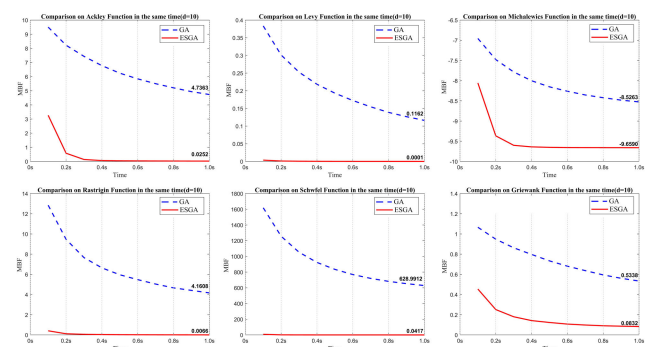 Comparison on Ackley Function in the same time(d=10)
10
8
6
4
2
0
MBF
GA
ESGA
4.7363
0.0252
0s
0.2s
0.4s
0.6s
0.8s
1.0s
Time
Comparison on Levy Function in the same time(d=10)
0.4
0.35
0.3
0.25
0.2
0.15
0.1
0.05
0
MBF
GA
ESGA
0.1162
0.0001
0s
0.2s
0.4s
0.6s
0.8s
1.0s
Time
Comparison on Michalewics Function in the same time(d=10)
-6.5
-7
-7.5
-8
-8.5
-9
-9.5
-10
MBF
GA
ESGA
-8.5263
-9.6590
0s
0.2s
0.4s
0.6s
0.8s
1.0s
Time
Comparison on Rastrigin Function in the same time(d=10)
14
12
10
8
6
4
2
0
MBF
GA
ESGA
4.1608
0.0066
0s
0.2s
0.4s
0.6s
0.8s
1.0s
Comparison on Schwfel Function in the same time(d=10)
1800
1600
1400
1200
1000
800
600
400
200
0
MBF
GA
ESGA
628.9912
0.0417
0s
0.2s
0.4s
0.6s
0.8s
1.0s
Comparison on Griewank Function in the same time(d=10)
1.4
1.2
1
0.8
0.6
0.4
0.2
0
MBF
GA
ESGA
0.5338
0.0832
0s
0.2s
0.4s
0.6s
0.8s
1.0s